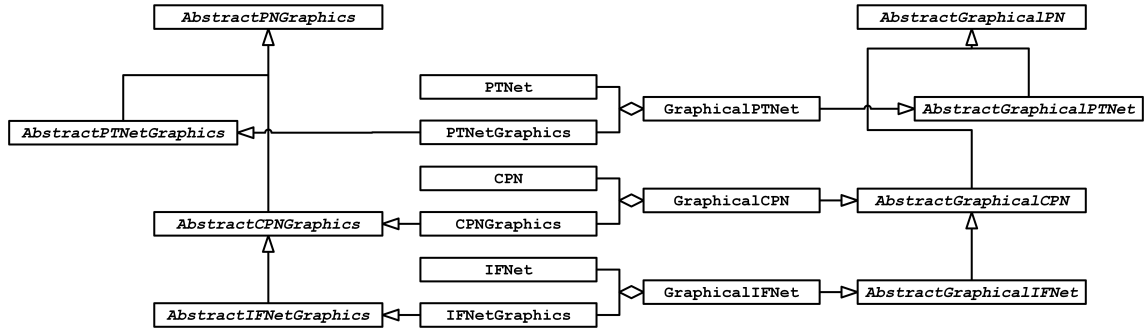 AbstractPNGraphics
AbstractGraphicalPN
PTNet
GraphicalPTNet
AbstractGraphicalPTNet
AbstractPTNetGraphics
PTNetGraphics
CPN
GraphicalCPN
AbstractGraphicalCPN
AbstractCPNGraphics
CPNGraphics
IFNet
GraphicalIFNet
AbstractGraphicalIFNet
AbstractIFNetGraphics
IFNetGraphics